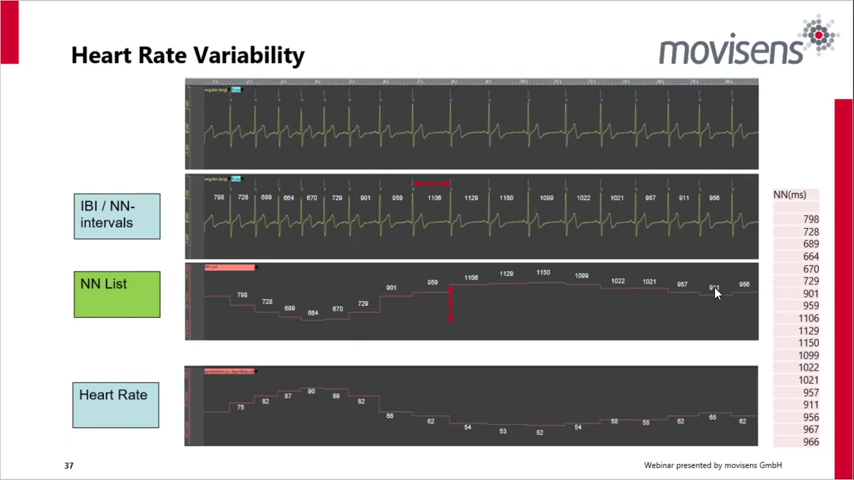 Heart Rate Variability
movisens
IBI / NN-
intervals
798 728 689 664 670 729 901 959 1106 1129 1150 1099 1022 1021 957 911 956
NN List
798 728 689 664 670 729 901 959 1106 1129 1150 1099 1022 1021 957 956
Heart Rate
75 82 87 90 89 82 66 62 54 53 52 54 58 58 62 65 62
NN(ms)
798
728
689
664
670
729
901
959
1106
1129
1150
1099
1022
1021
957
911
956
967
966
37
Webinar presented by movisens GmbH